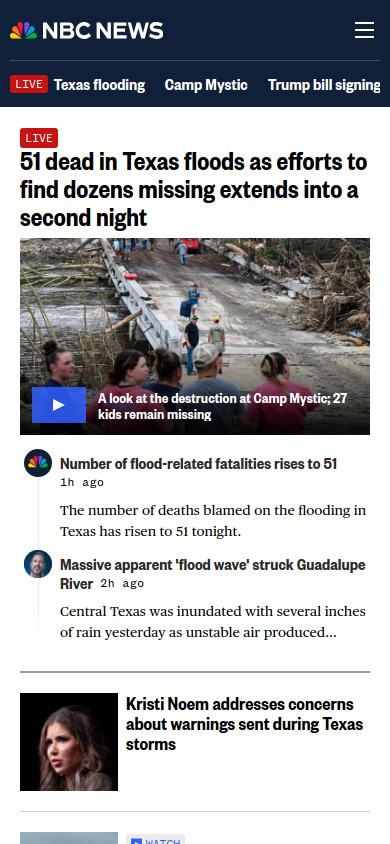 NBC NEWS
LIVE Texas flooding Camp Mystic Trump bill signing
LIVE
51 dead in Texas floods as efforts to
find dozens missing extends into a
second night
A look at the destruction at Camp Mystic; 27
kids remain missing
Number of flood-related fatalities rises to 51
1h ago
The number of deaths blamed on the flooding in
Texas has risen to 51 tonight.
Massive apparent 'flood wave' struck Guadalupe
River 2h ago
Central Texas was inundated with several inches
of rain yesterday as unstable air produced...
Kristi Noem addresses concerns
about warnings sent during Texas
storms
WATCH